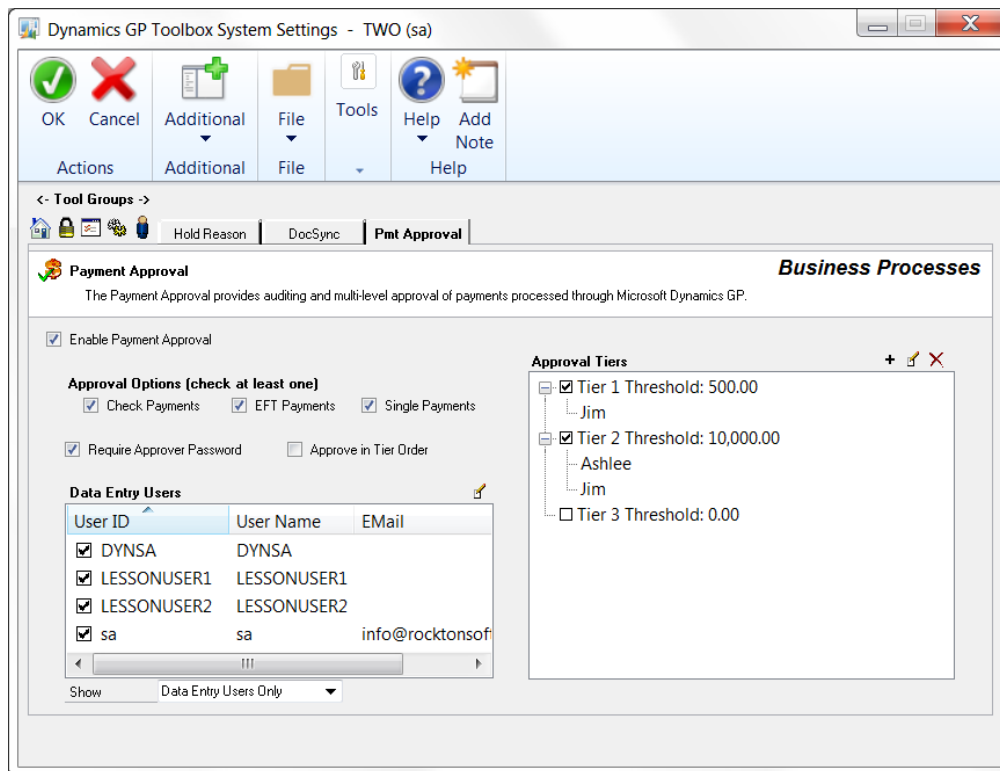 Dynamics GP Toolbox System Settings - TWO (sa)
OK Cancel Additional File Tools Help Add Note
Actions Additional File Help
<- Tool Groups ->
Hold Reason DocSync Pmt Approval
Payment Approval
Business Processes
The Payment Approval provides auditing and multi-level approval of payments processed through Microsoft Dynamics GP.
Enable Payment Approval
Approval Options (check at least one)
Check Payments EFT Payments Single Payments
Require Approver Password Approve in Tier Order
Data Entry Users
User ID User Name EMail
DYNSA DYNSA
LESSONUSER1 LESSONUSER1
LESSONUSER2 LESSONUSER2
sa sa info@rocktonsof
Show Data Entry Users Only
Approval Tiers
Tier 1 Threshold: 500.00
Jim
Tier 2 Threshold: 10,000.00
Ashlee
Jim
Tier 3 Threshold: 0.00